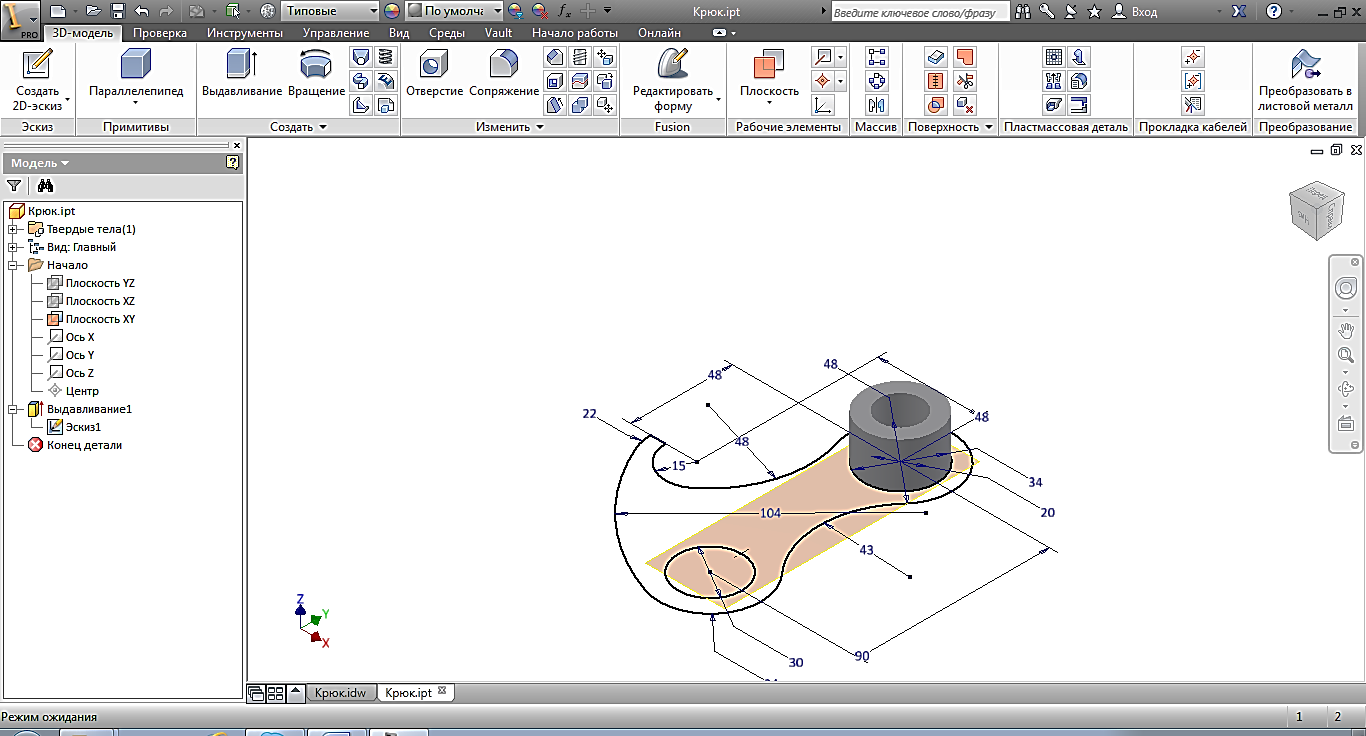 PRO
Типовые
По умолча
fx
Крюк.ipt
Введите ключевое слово/фразу
Вход
3D-модель Проверка Инструменты Управление Вид Среды Vault Начало работы Онлайн
Создать
2D-эскиз
Параллелепипед
Выдавливание Вращение
Отверстие Сопряжение
Редактировать
форму
Плоскость
Преобразовать в
листовой металл
Эскиз Примитивы Создать Изменить Fusion Рабочие элементы Массив Поверхность Пластмассовая деталь Прокладка кабелей Преобразование
Модель
Крюк.ipt
Твердые тела(1)
Вид: Главный
Начало
Плоскость YZ
Плоскость XZ
Плоскость XY
Ось X
Ось Y
Ось Z
Центр
Выдавливание1
Эскиз1
Конец детали
48
48
22
48
48
15
34
20
104
43
90
30
Z
Y
X
Крюк.idw Крюк.ipt
Режим ожидания
1 2